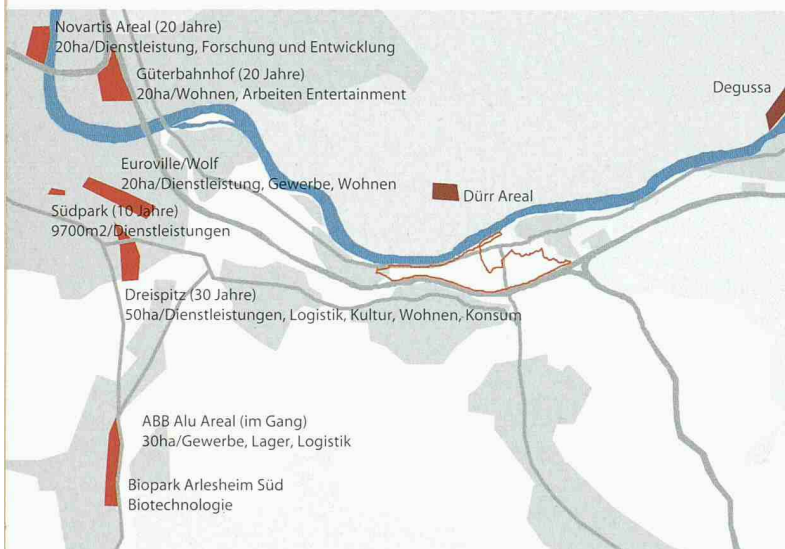 Novartis Areal (20 Jahre)
20ha/Dienstleistung, Forschung und Entwicklung
Güterbahnhof (20 Jahre)
20ha/Wohnen, Arbeiten Entertainment
Degussa
Euroville/Wolf
20ha/Dienstleistung, Gewerbe, Wohnen
Dürr Areal
Südpark (10 Jahre)
9700m2/Dienstleistungen
Dreispitz (30 Jahre)
50ha/Dienstleistungen, Logistik, Kultur, Wohnen, Konsum
ABB Alu Areal (im Gang)
30ha/Gewerbe, Lager, Logistik
Biopark Arlesheim Süd
Biotechnologie